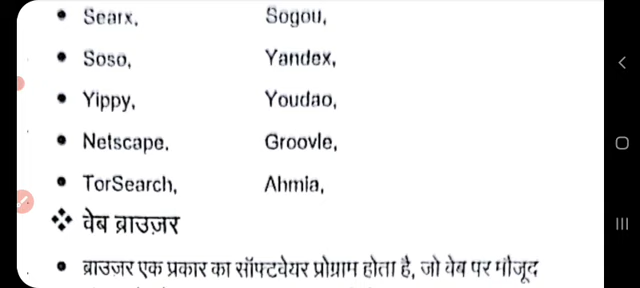 • Searx, Sogou,
• Soso, Yandex,
• Yippy, Youdao,
• Netscape, Groovle,
• TorSearch, Ahmia,
❖ वेब ब्राउज़र
• ब्राउज़र एक प्रकार का सॉफ्टवेयर प्रोग्राम होता है, जो वेब पर मौजूद